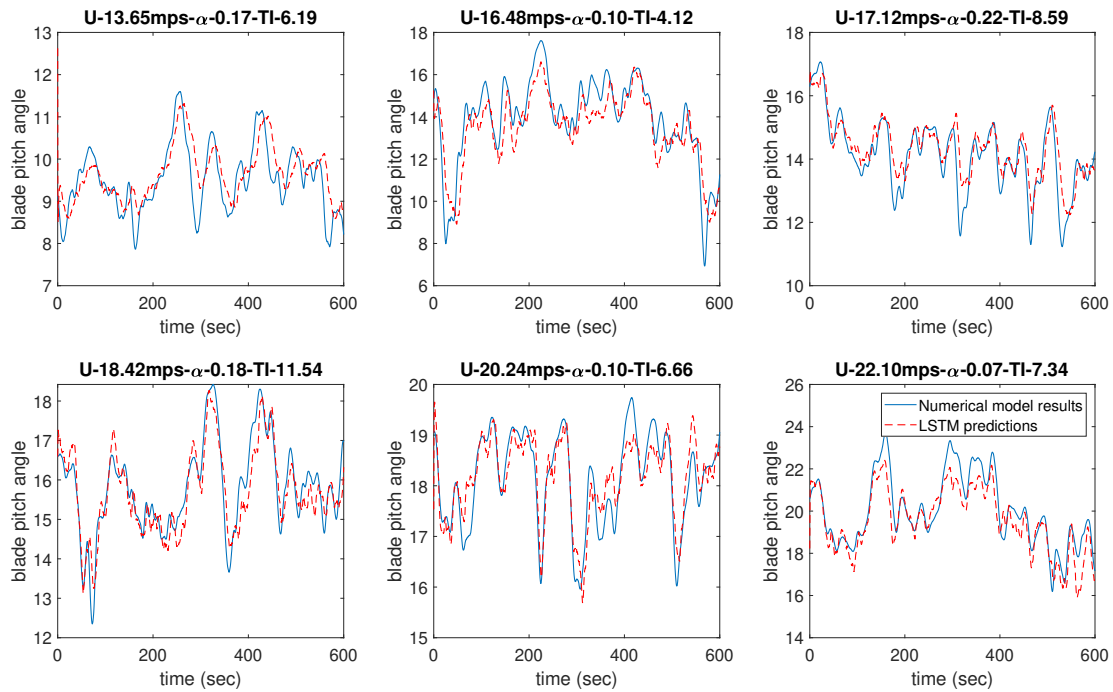 U-13.65mps-α-0.17-TI-6.19
13
12
11
10
9
8
7
blade pitch angle
0 200 400 600
time (sec)
U-16.48mps-α-0.10-TI-4.12
18
16
14
12
10
8
6
blade pitch angle
0 200 400 600
time (sec)
U-17.12mps-α-0.22-TI-8.59
18
16
14
12
10
blade pitch angle
0 200 400 600
time (sec)
U-18.42mps-α-0.18-TI-11.54
18
17
16
15
14
13
12
blade pitch angle
0 200 400 600
time (sec)
U-20.24mps-α-0.10-TI-6.66
20
19
18
17
16
15
blade pitch angle
0 200 400 600
time (sec)
U-22.10mps-α-0.07-TI-7.34
26
24
22
20
18
16
14
blade pitch angle
Numerical model results
LSTM predictions
0 200 400 600
time (sec)